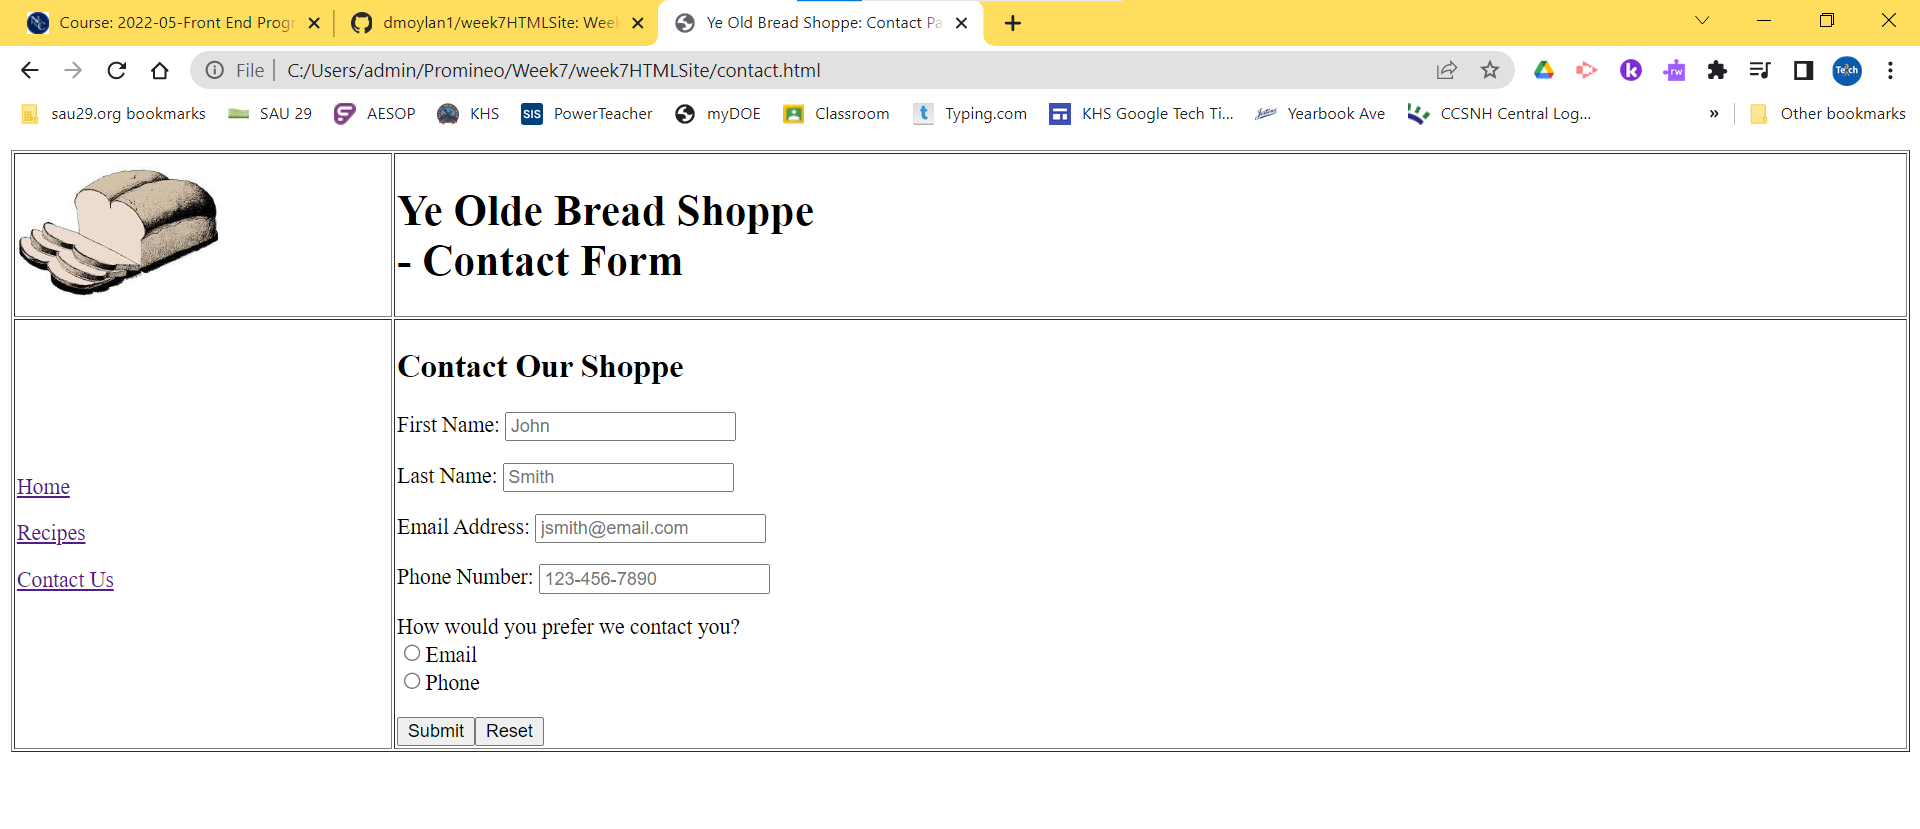 Course: 2022-05-Front End Progr
dmoylan1/week7HTMLSite: Week
Ye Old Bread Shoppe: Contact Pa
File
C:/Users/admin/Promineo/Week7/week7HTMLSite/contact.html
Te@ch
sau29.org bookmarks
SAU 29
AESOP
SIS
PowerTeacher
KHS
myDOE
Classroom
Typing.com
KHS Google Tech Ti...
Yearbook Ave
CCSNH Central Log...
»
Other bookmarks
Ye Olde Bread Shoppe
- Contact Form
Home
Recipes
Contact Us
Contact Our Shoppe
First Name: John
Last Name: Smith
Email Address: jsmith@email.com
Phone Number: 123-456-7890
How would you prefer we contact you?
Email
Phone
Submit Reset